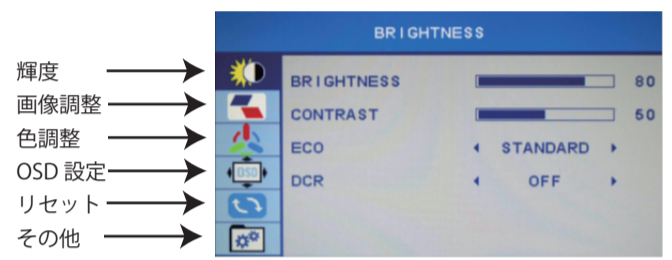 BRIGHTNESS
輝度
画像調整
色調整
OSD 設定
リセット
その他
BRIGHTNESS 80
CONTRAST 50
ECO STANDARD
DCR OFF
OSD